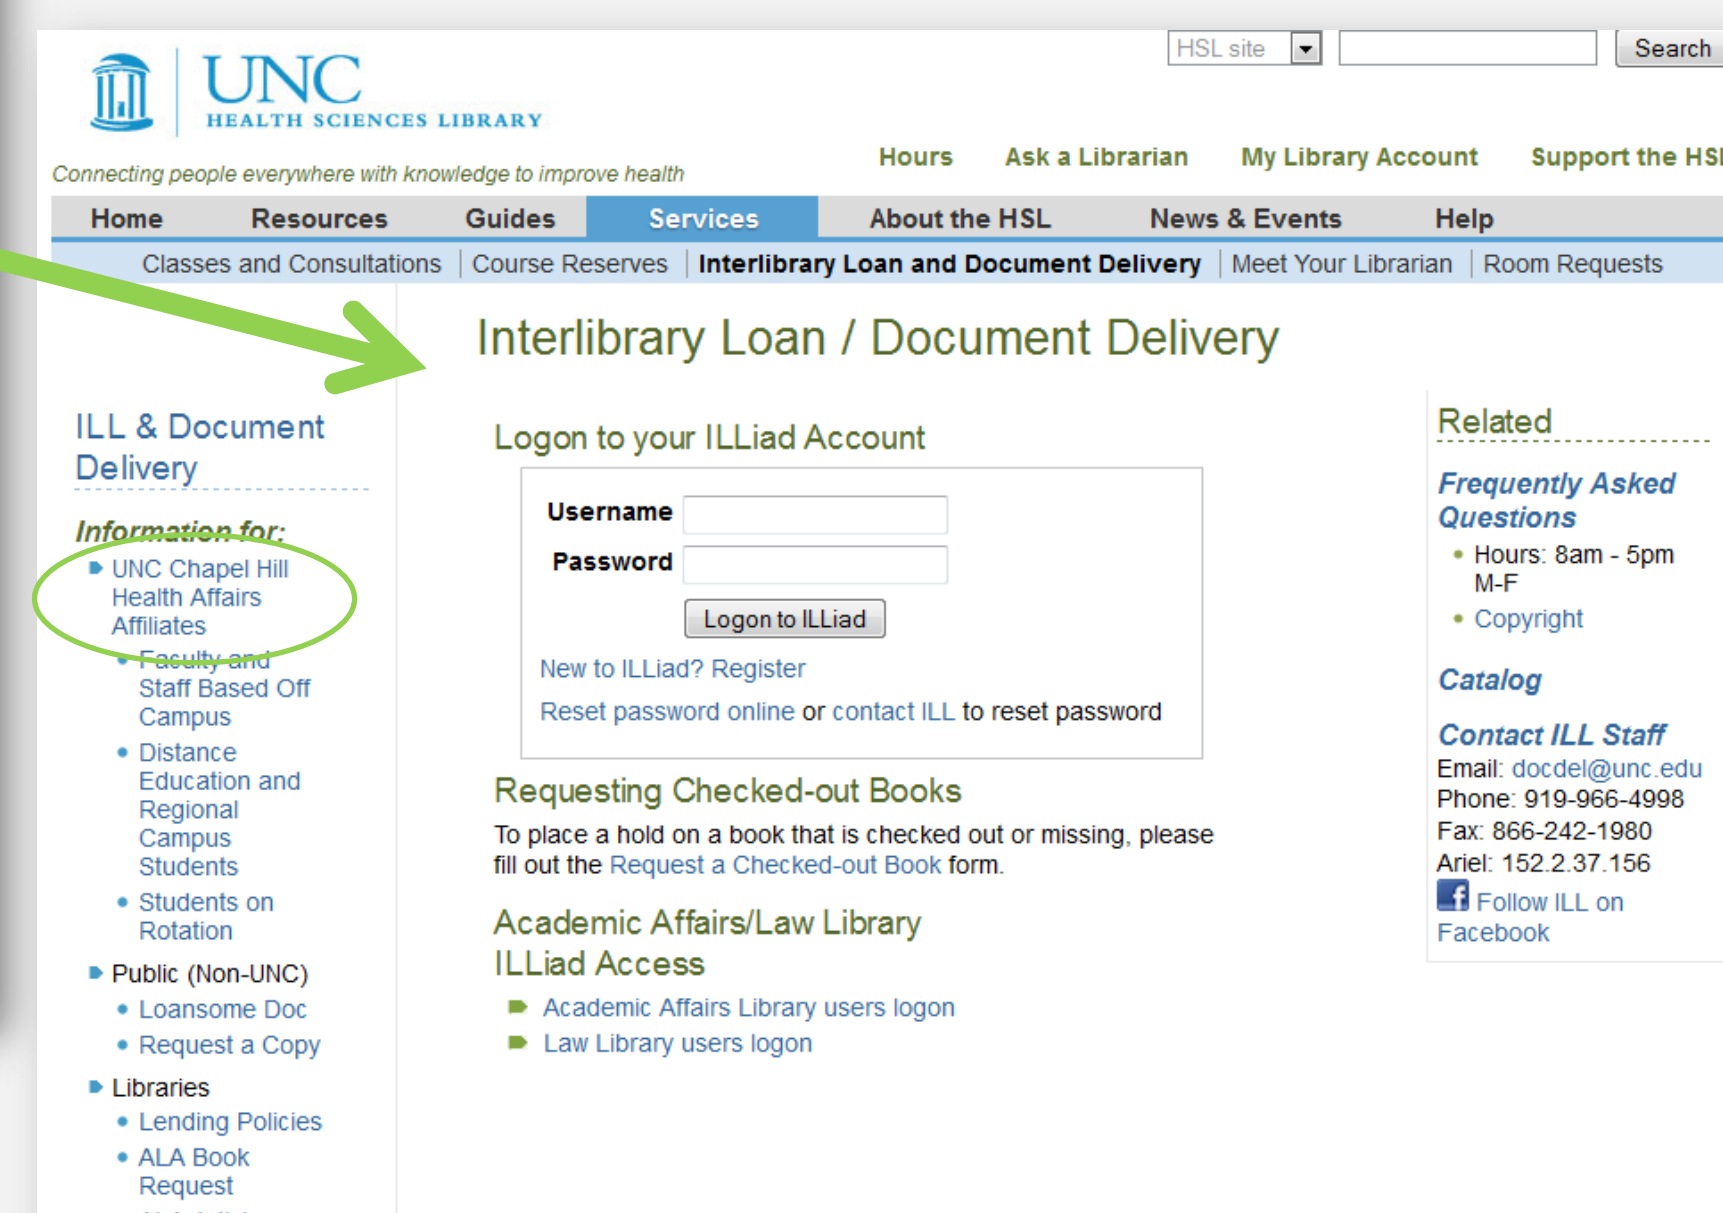 HSL site
Search
UNC
HEALTH SCIENCES LIBRARY
Connecting people everywhere with knowledge to improve health
Hours Ask a Librarian My Library Account Support the HSL
Home Resources Guides Services About the HSL News & Events Help
Classes and Consultations | Course Reserves | Interlibrary Loan and Document Delivery | Meet Your Librarian | Room Requests
Interlibrary Loan / Document Delivery
ILL & Document
Delivery
Information for:
UNC Chapel Hill
Health Affairs
Affiliates
Faculty and
Staff Based Off
Campus
Distance
Education and
Regional
Campus
Students
Students on
Rotation
Public (Non-UNC)
Loansome Doc
Request a Copy
Libraries
Lending Policies
ALA Book
Request
Logon to your ILLiad Account
Username
Password
Logon to ILLiad
New to ILLiad? Register
Reset password online or contact ILL to reset password
Requesting Checked-out Books
To place a hold on a book that is checked out or missing, please
fill out the Request a Checked-out Book form.
Academic Affairs/Law Library
ILLiad Access
Academic Affairs Library users logon
Law Library users logon
Related
Frequently Asked
Questions
Hours: 8am - 5pm
M-F
Copyright
Catalog
Contact ILL Staff
Email: docdel@unc.edu
Phone: 919-966-4998
Fax: 866-242-1980
Ariel: 152.2.37.156
Follow ILL on
Facebook